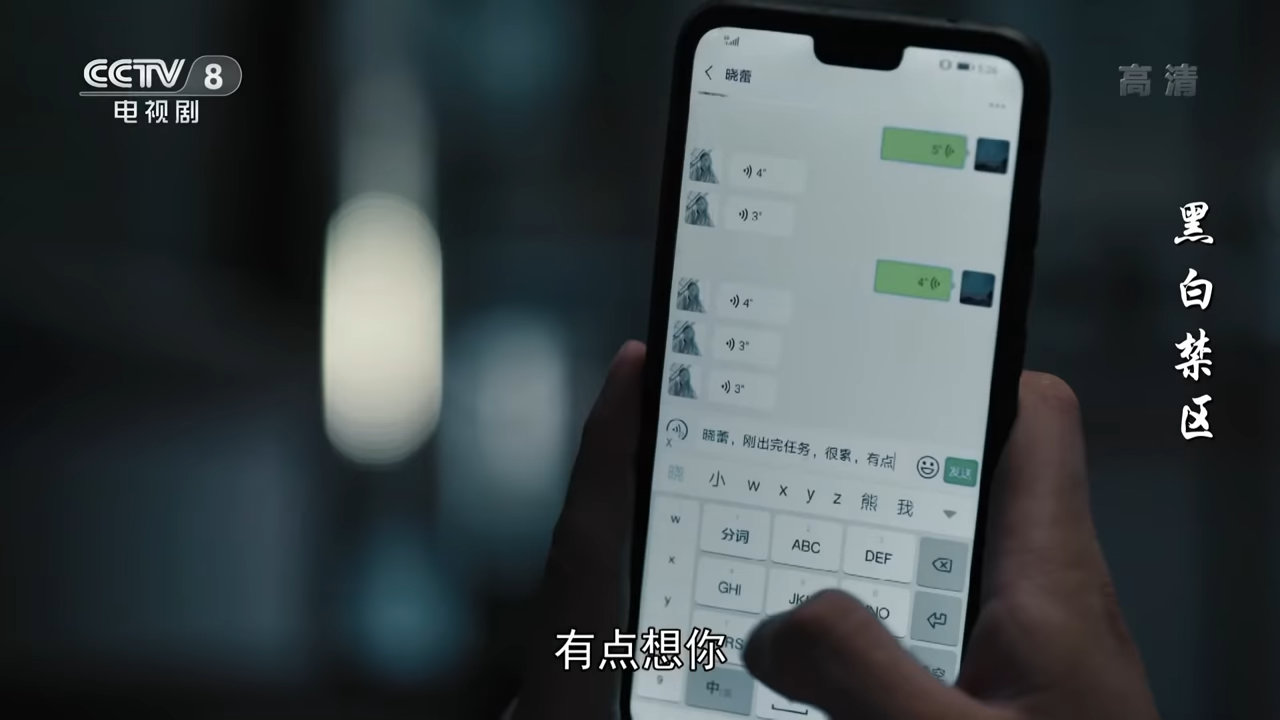 CCTV 8
电视剧
高清
黑白禁区
晓蕾
5"
4"
3"
4"
4"
3"
3"
晓蕾，刚出完任务，很累，有点
发送
X
晓 小 w x y z 熊 我
w
分词 ABC DEF
x
GHI
y
9
中
有点想你